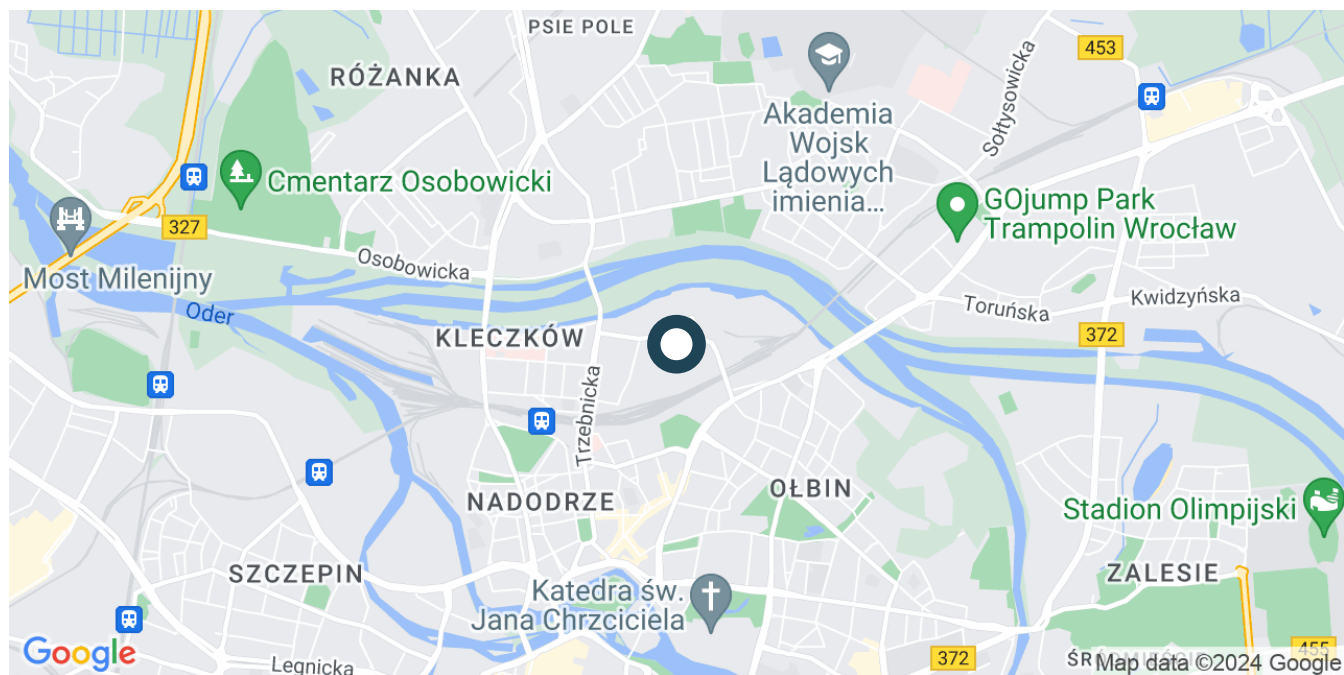 PSIE POLE
453
RÓŻANKA
Sołtysowicka
Akademia
Wojsk
Lądowych
imienia…
Cmentarz Osobowicki
GOjump Park
Trampolin Wrocław
327
Osobowicka
Most Milenijny
Oder
Toruńska
Kwidzyńska
KLECZKÓW
372
Trzebnicka
NADODRZE
OŁBIN
Stadion Olimpijski
SZCZEPIN
ZALESIE
Katedra św.
Jana Chrzciciela
Google
Legnicka
372
455
Map data ©2024 Google